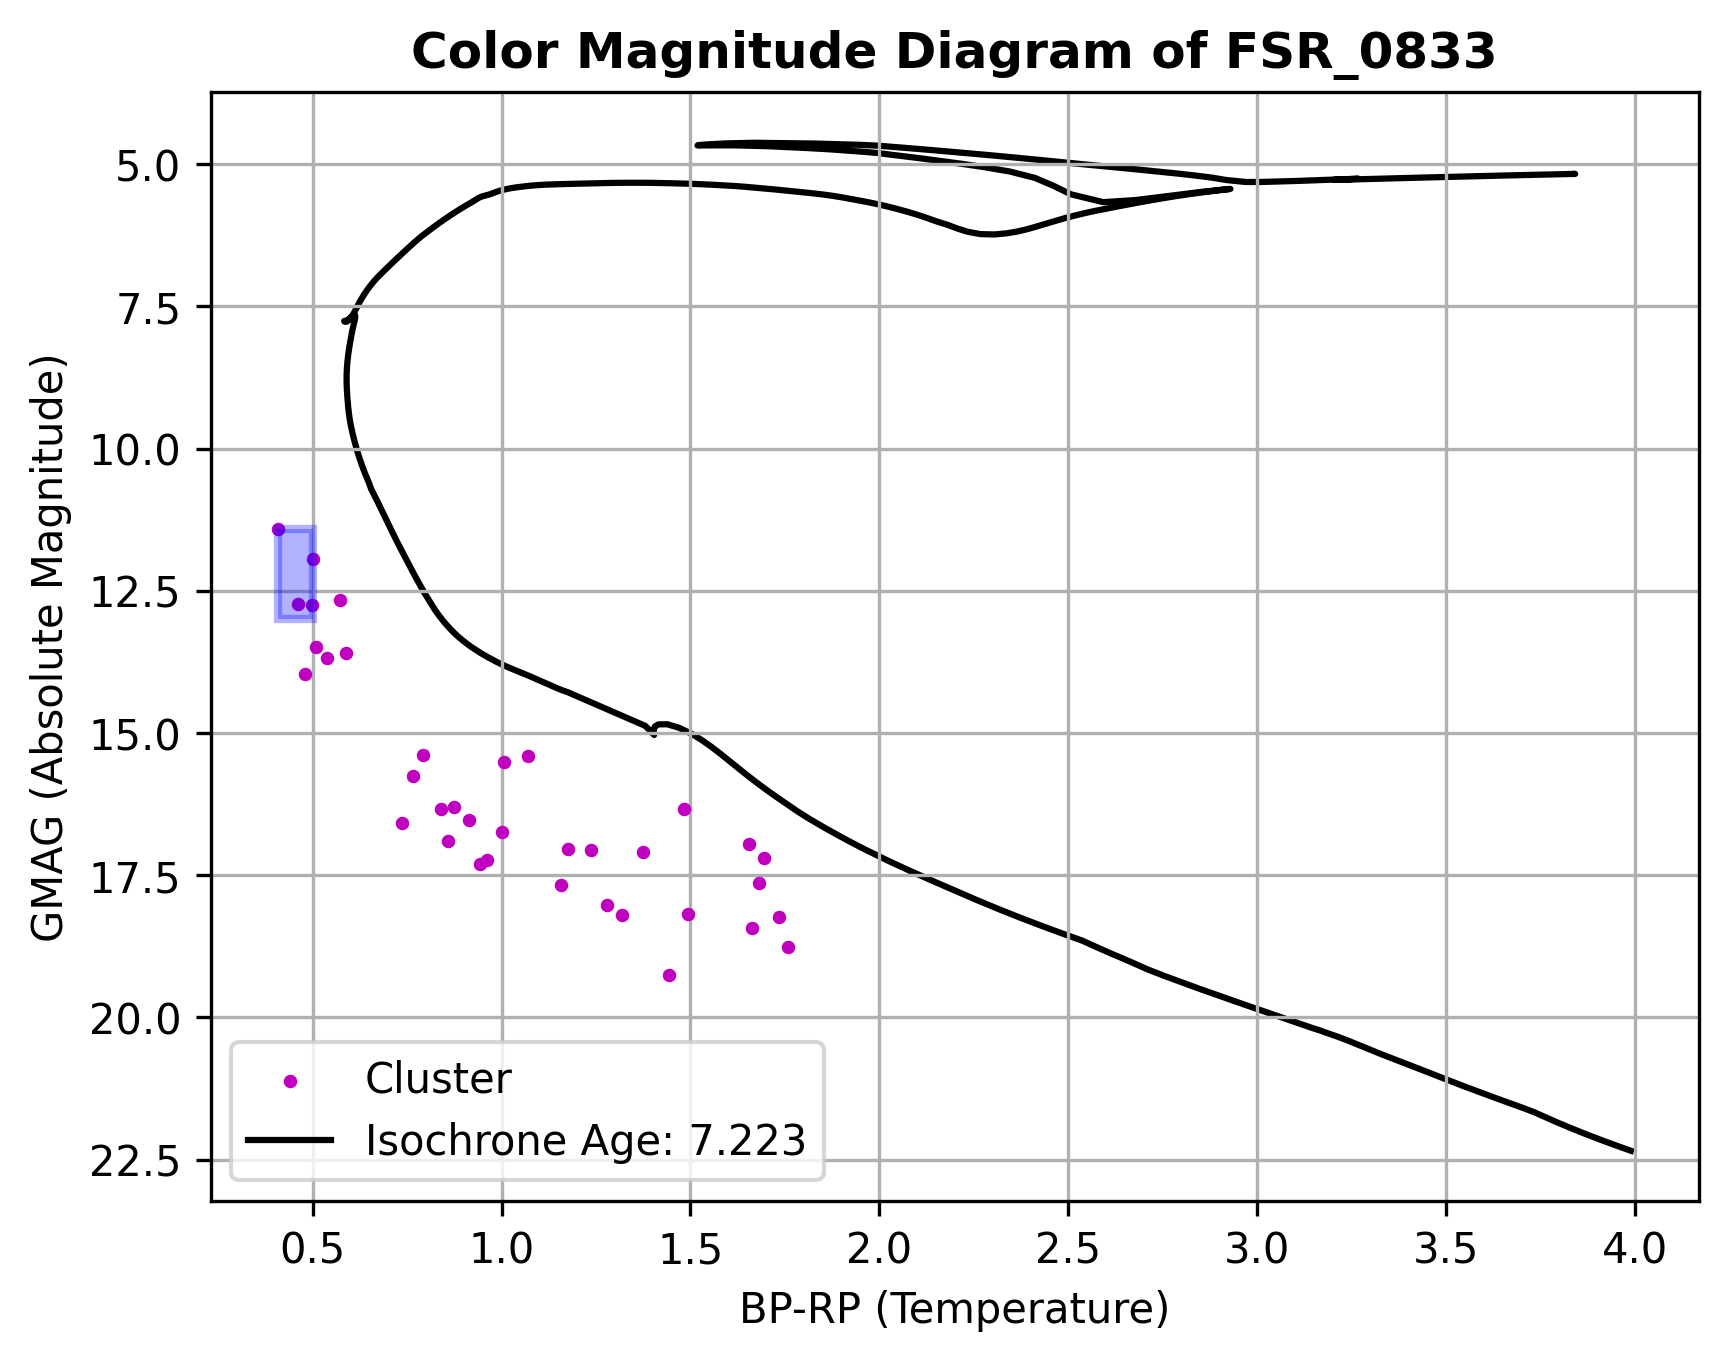 Color Magnitude Diagram of FSR_0833
GMAG (Absolute Magnitude)
5.0
7.5
10.0
12.5
15.0
17.5
20.0
22.5
Cluster
Isochrone Age: 7.223
0.5 1.0 1.5 2.0 2.5 3.0 3.5 4.0
BP-RP (Temperature)